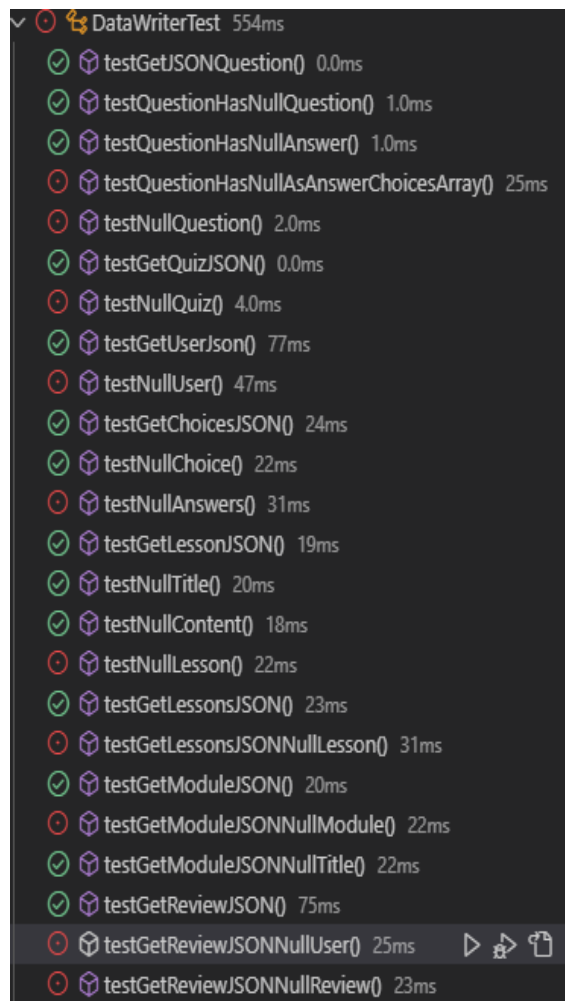 DataWriterTest 554ms
testGetJSONQuestion() 0.0ms
testQuestionHasNullQuestion() 1.0ms
testQuestionHasNullAnswer() 1.0ms
testQuestionHasNullAsAnswerChoicesArray() 25ms
testNullQuestion() 2.0ms
testGetQuizJSON() 0.0ms
testNullQuiz() 4.0ms
testGetUserJson() 77ms
testNullUser() 47ms
testGetChoicesJSON() 24ms
testNullChoice() 22ms
testNullAnswers() 31ms
testGetLessonJSON() 19ms
testNullTitle() 20ms
testNullContent() 18ms
testNullLesson() 22ms
testGetLessonsJSON() 23ms
testGetLessonsJSONNullLesson() 31ms
testGetModuleJSON() 20ms
testGetModuleJSONNullModule() 22ms
testGetModuleJSONNullTitle() 22ms
testGetReviewJSON() 75ms
testGetReviewJSONNullUser() 25ms
testGetReviewJSONNullReview() 23ms